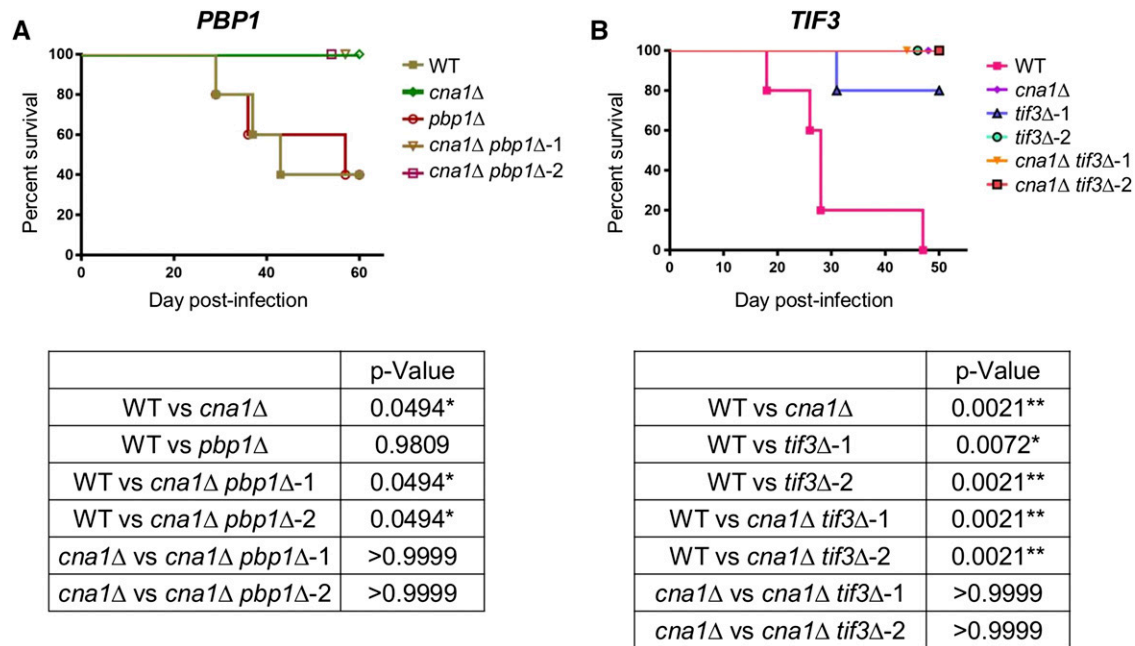 A
PBP1
Percent survival
100
80
60
40
20
0
0 20 40 60
Day post-infection
WT
cna1Δ
pbp1Δ
cna1Δ pbp1Δ-1
cna1Δ pbp1Δ-2
B
TIF3
Percent survival
100
80
60
40
20
0
0 10 20 30 40 50
Day post-infection
WT
cna1Δ
tif3Δ-1
tif3Δ-2
cna1Δ tif3Δ-1
cna1Δ tif3Δ-2
p-Value
WT vs cna1Δ 0.0494*
WT vs pbp1Δ 0.9809
WT vs cna1Δ pbp1Δ-1 0.0494*
WT vs cna1Δ pbp1Δ-2 0.0494*
cna1Δ vs cna1Δ pbp1Δ-1 >0.9999
cna1Δ vs cna1Δ pbp1Δ-2 >0.9999
p-Value
WT vs cna1Δ 0.0021**
WT vs tif3Δ-1 0.0072*
WT vs tif3Δ-2 0.0021**
WT vs cna1Δ tif3Δ-1 0.0021**
WT vs cna1Δ tif3Δ-2 0.0021**
cna1Δ vs cna1Δ tif3Δ-1 >0.9999
cna1Δ vs cna1Δ tif3Δ-2 >0.9999